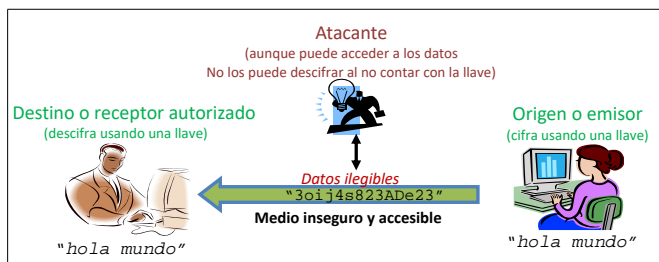 Atacante
(aunque puede acceder a los datos
No los puede descifrar al no contar con la llave)
Destino o receptor autorizado
(descifra usando una llave)
Origen o emisor
(cifra usando una llave)
Datos ilegibles
"3oij4s823ADe23"
Medio inseguro y accesible
"hola mundo"
"hola mundo"